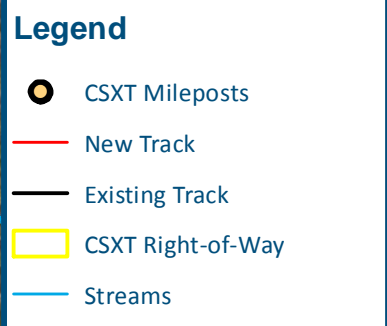 Legend
CSXT Mileposts
New Track
Existing Track
CSXT Right-of-Way
Streams